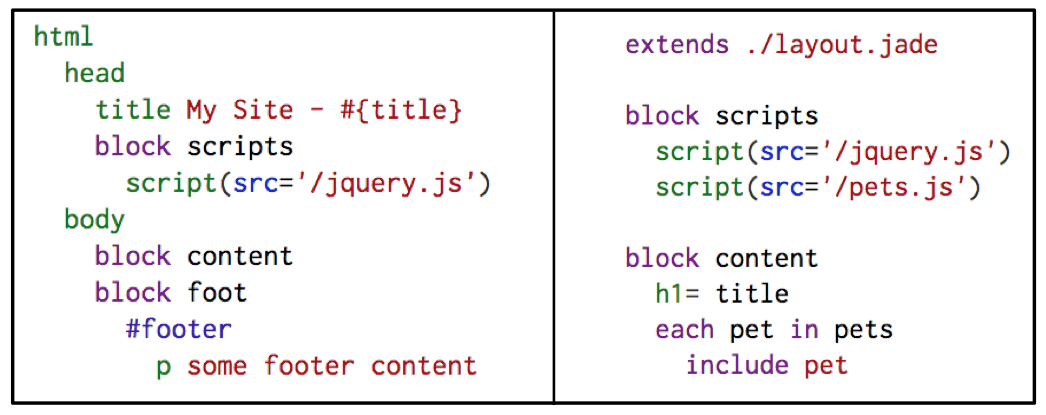 html
  head
    title My Site - #{title}
    block scripts
      script(src='/jquery.js')
  body
    block content
    block foot
      #footer
        p some footer content
extends ./layout.jade

block scripts
  script(src='/jquery.js')
  script(src='/pets.js')

block content
  h1= title
  each pet in pets
    include pet